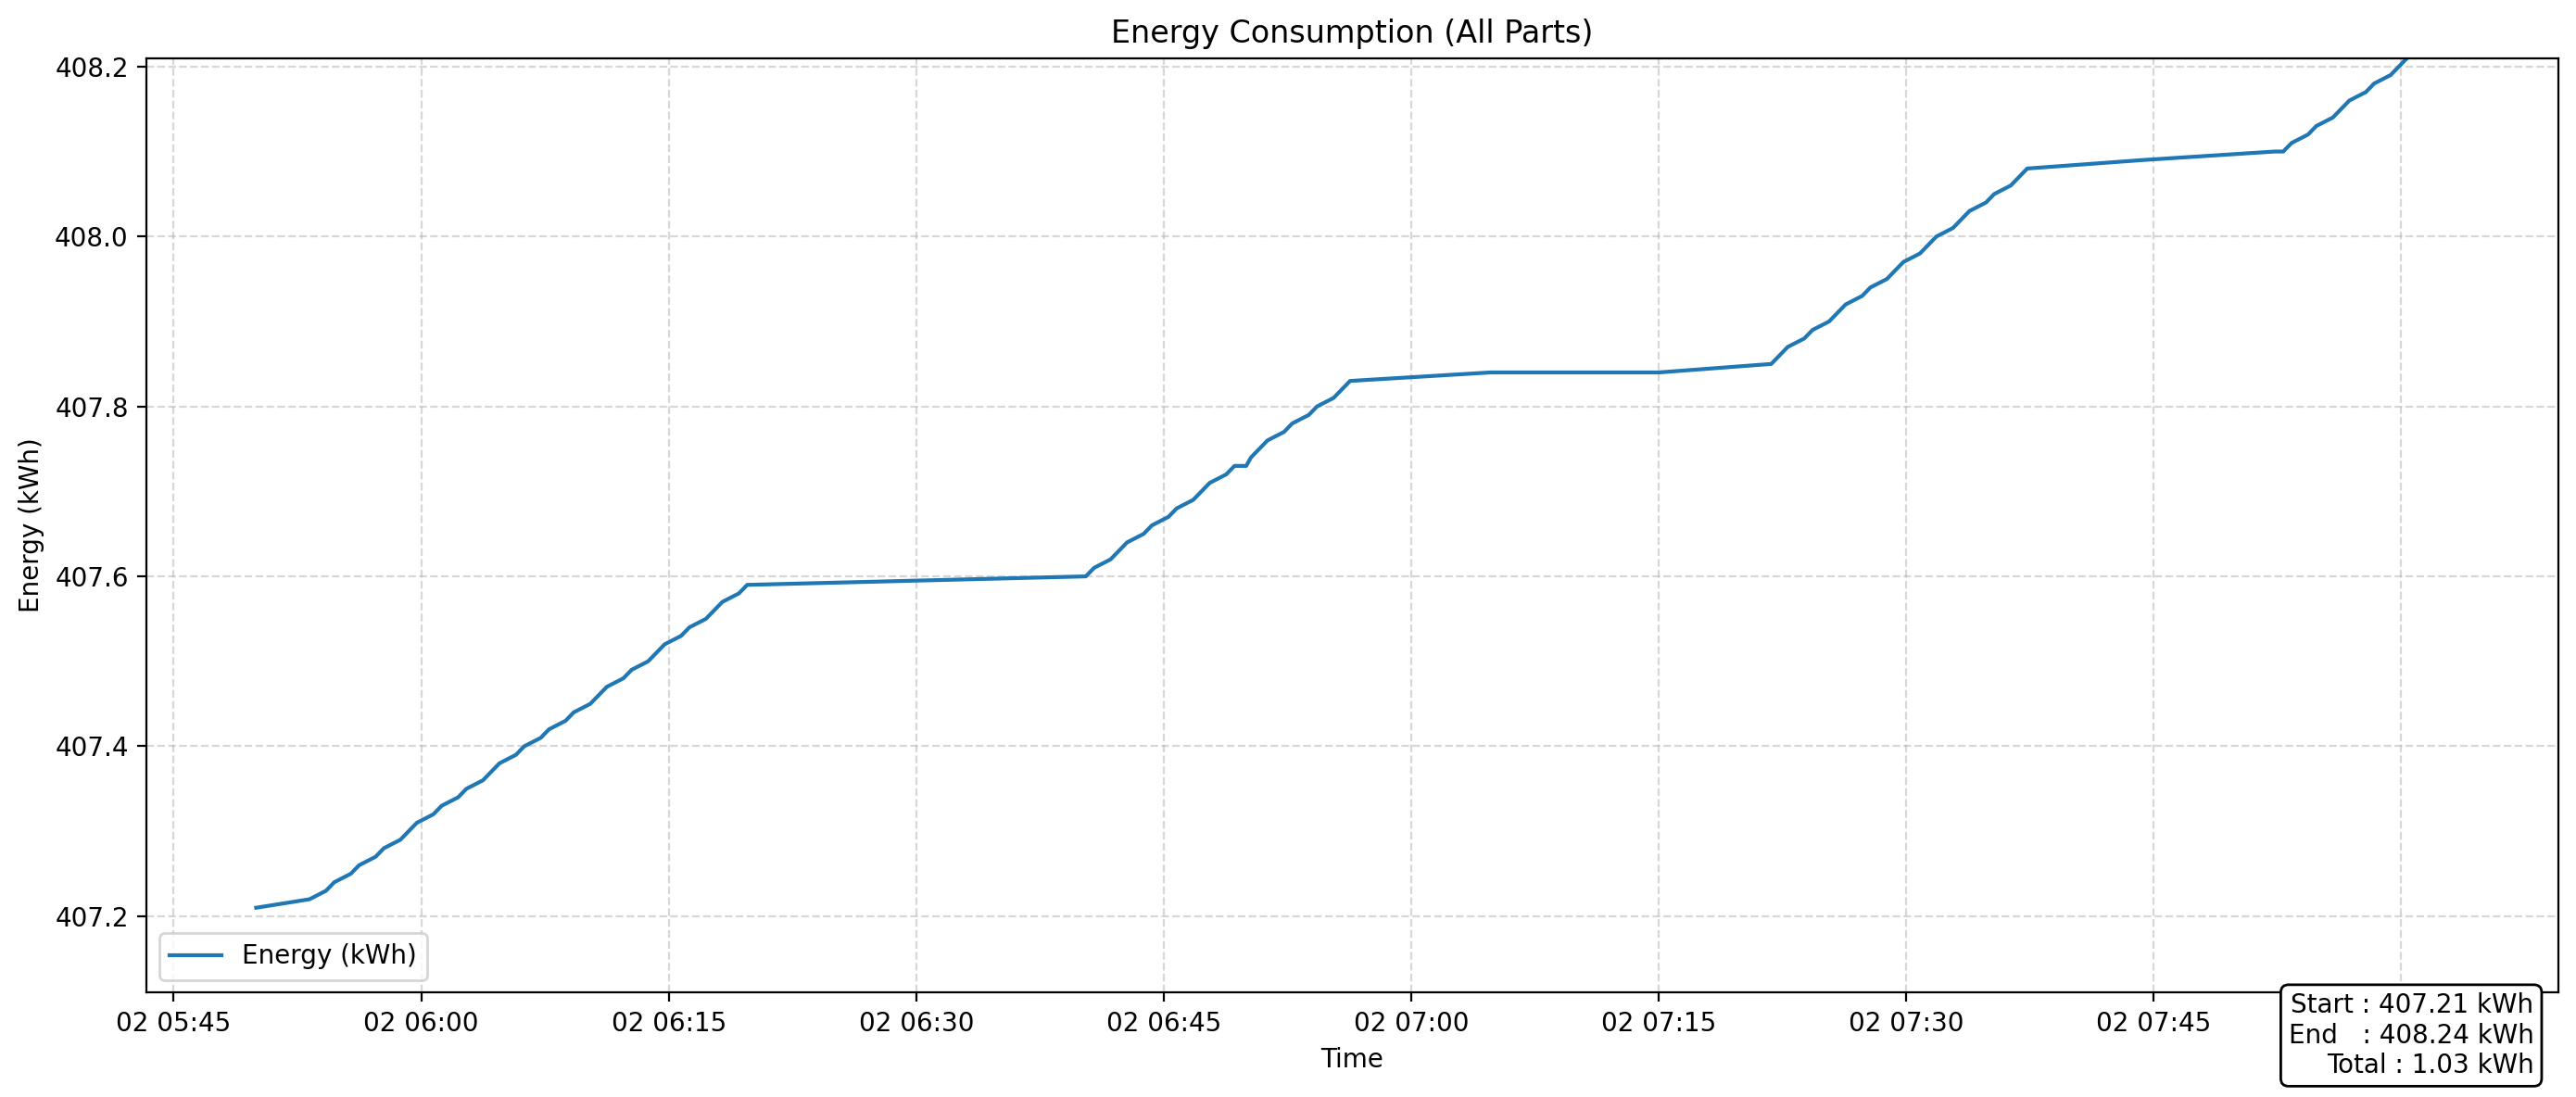 Energy Consumption (All Parts)
408.2
408.0
407.8
407.6
407.4
407.2
Energy (kWh)
Energy (kWh)
02 05:45 02 06:00 02 06:15 02 06:30 02 06:45 02 07:00 02 07:15 02 07:30 02 07:45
Time
Start : 407.21 kWh
End : 408.24 kWh
Total : 1.03 kWh